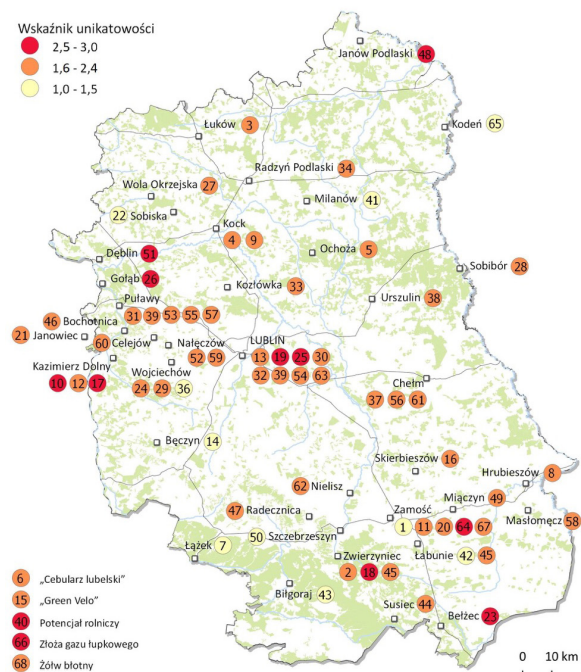 Wskaźnik unikatowości
2,5 - 3,0
1,6 - 2,4
1,0 - 1,5
Janów Podlaski 48
Łuków 3
Kodeń 65
Radzyń Podlaski 34
Wola Okrzejska 27
Milanów 41
22 Sobiska
Kock
4 9
Ochoża 5
Dęblin 51
Sobibór 28
Gołąb 26
Kozłówka 33
Urszulin 38
Puławy
31 39 53 55 57
46 Bochotnica
21 Janowiec
60 Celejów
Nałęczów
52 59
LUBLIN
13 19 25 30
32 39 54 63
Kazimierz Dolny
10 12 17
Wojciechów
24 29 36
Chełm
37 56 61
Bęczyn 14
Skierbieszów 16
Hrubieszów 8
62 Nielisz
Miączyn 49
47 Radecznica
Zamość
1 11 20 64 67
Masłomęcz 58
50 Szczebrzeszyn
Łążek 7
Łabunie 42 45
Zwierzyniec
2 18 45
Biłgoraj 43
Susiec 44
Bełżec 23
6 „Cebularz lubelski”
15 „Green Velo”
40 Potencjał rolniczy
66 Złoża gazu łupkowego
68 Żółw błotny
0 10 km